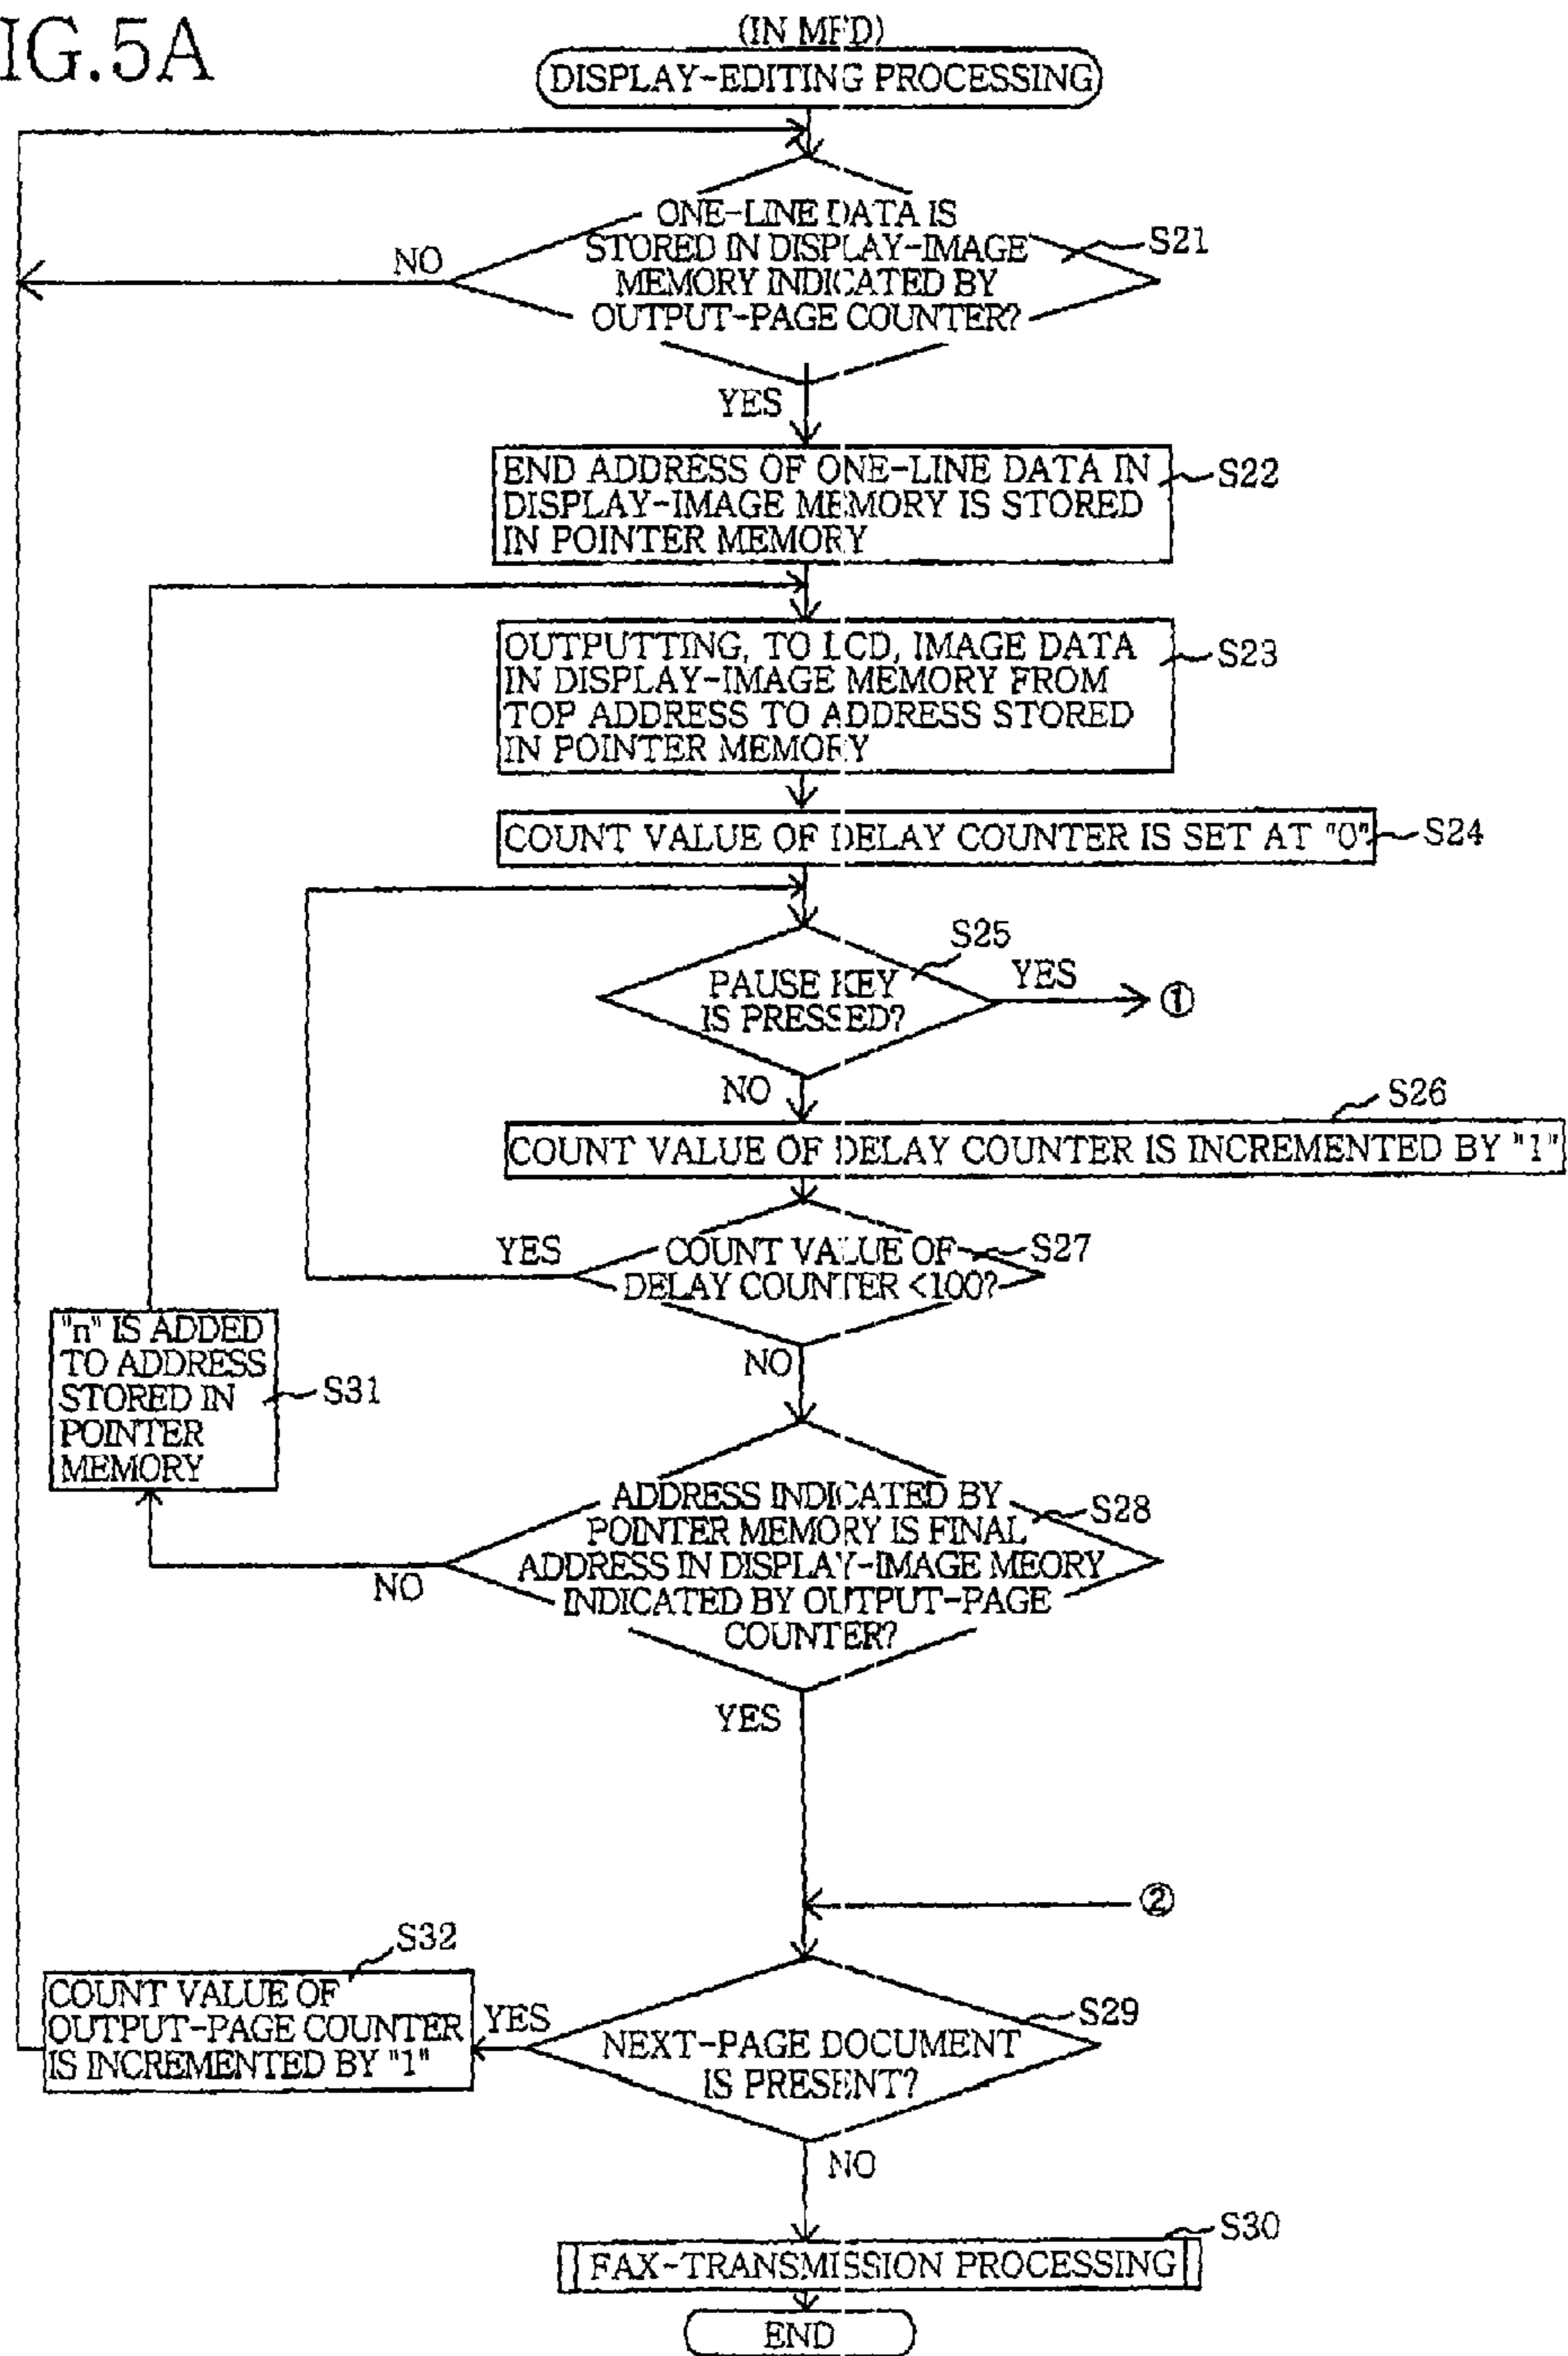 IG.5A
(IN MFD)
DISPLAY-EDITING PROCESSING
ONE-LINE DATA IS
STORED IN DISPLAY-IMAGE
MEMORY INDICATED BY
OUTPUT-PAGE COUNTER?
S21
NO
YES
END ADDRESS OF ONE-LINE DATA IN
DISPLAY-IMAGE MEMORY IS STORED
IN POINTER MEMORY
S22
OUTPUTTING, TO LCD, IMAGE DATA
IN DISPLAY-IMAGE MEMORY FROM
TOP ADDRESS TO ADDRESS STORED
IN POINTER MEMORY
S23
COUNT VALUE OF DELAY COUNTER IS SET AT "0"
S24
S25
PAUSE KEY
IS PRESSED?
YES
①
NO
S26
COUNT VALUE OF DELAY COUNTER IS INCREMENTED BY "1"
COUNT VALUE OF
DELAY COUNTER <100?
S27
YES
NO
"n" IS ADDED
TO ADDRESS
STORED IN
POINTER
MEMORY
S31
ADDRESS INDICATED BY
POINTER MEMORY IS FINAL
ADDRESS IN DISPLAY-IMAGE MEORY
INDICATED BY OUTPUT-PAGE
COUNTER?
S28
NO
YES
②
S32
COUNT VALUE OF
OUTPUT-PAGE COUNTER
IS INCREMENTED BY "1"
YES
NEXT-PAGE DOCUMENT
IS PRESENT?
S29
NO
S30
FAX-TRANSMISSION PROCESSING
END